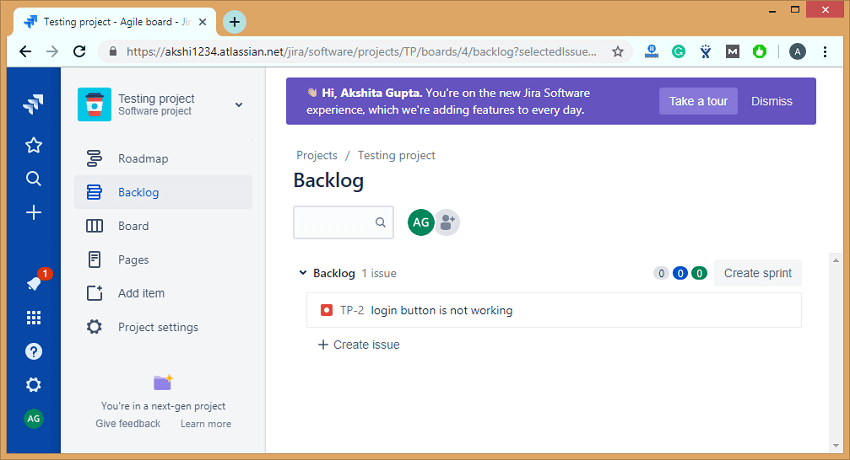 Testing project - Agile board - Jir
https://akshi1234.atlassian.net/jira/software/projects/TP/boards/4/backlog?selectedIssue...
A
Testing project
Software project
Roadmap
Backlog
Board
Pages
Add item
Project settings
You're in a next-gen project
Give feedback Learn more
1
AG
👋 Hi, Akshita Gupta. You're on the new Jira Software
experience, which we're adding features to every day.
Take a tour Dismiss
Projects / Testing project
Backlog
AG
Backlog 1 issue 0 0 0 Create sprint
TP-2 login button is not working
+ Create issue